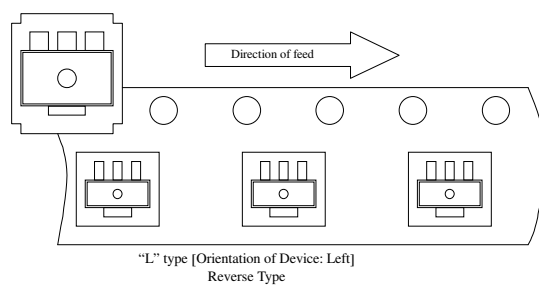 Direction of feed
“L” type [Orientation of Device: Left]
Reverse Type